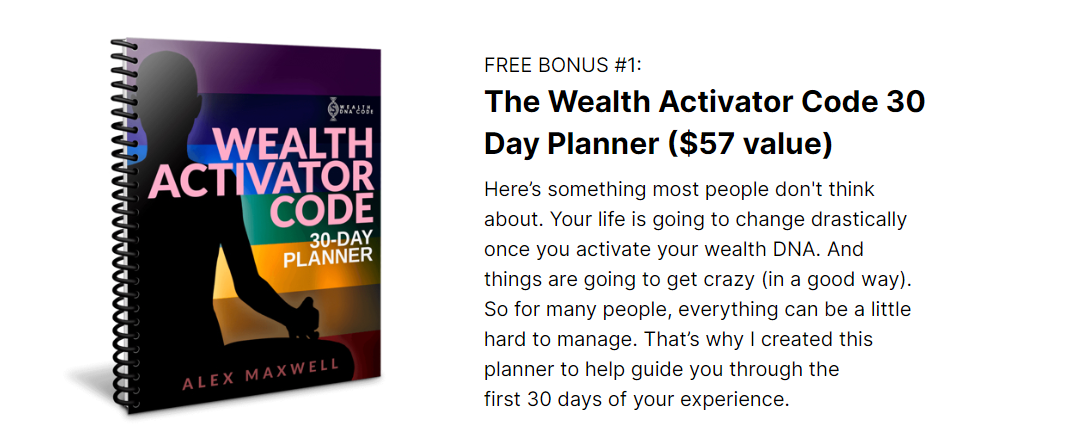 WEALTH
DNA CODE
WEALTH
ACTIVATOR
CODE
30-DAY
PLANNER
ALEX MAXWELL
FREE BONUS #1:
The Wealth Activator Code 30
Day Planner ($57 value)
Here’s something most people don't think
about. Your life is going to change drastically
once you activate your wealth DNA. And
things are going to get crazy (in a good way).
So for many people, everything can be a little
hard to manage. That’s why I created this
planner to help guide you through the
first 30 days of your experience.